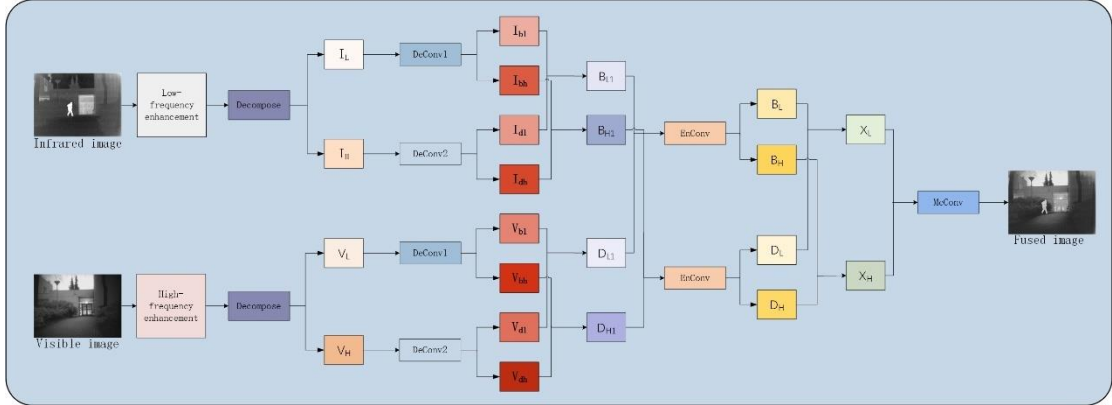 Infrared image
Low-
frequency
enhancement
Decompose
I_L
I_H
DeConv1
DeConv2
I_bl
I_bh
I_dl
I_dh
B_L1
B_H1
EnConv
B_L
B_H
X_L
McConv
Fused image
Visible image
High-
frequency
enhancement
Decompose
V_L
V_H
DeConv1
DeConv2
V_bl
V_bh
V_dl
V_dh
D_L1
D_H1
EnConv
D_L
D_H
X_H